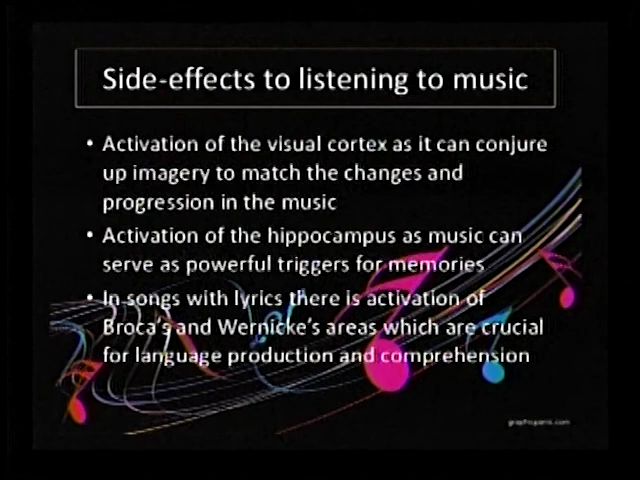 Side-effects to listening to music
• Activation of the visual cortex as it can conjure
up imagery to match the changes and
progression in the music
• Activation of the hippocampus as music can
serve as powerful triggers for memories
• In songs with lyrics there is activation of
Broca's and Wernicke's areas which are crucial
for language production and comprehension